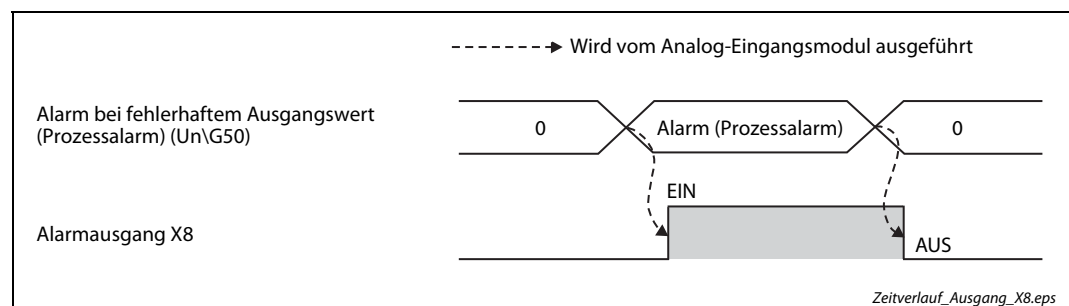 Wird vom Analog-Eingangsmodul ausgeführt
Alarm bei fehlerhaftem Ausgangswert
(Prozessalarm) (Un\G50)
0
Alarm (Prozessalarm)
0
EIN
Alarmausgang X8
AUS
Zeitverlauf_Ausgang_X8.eps